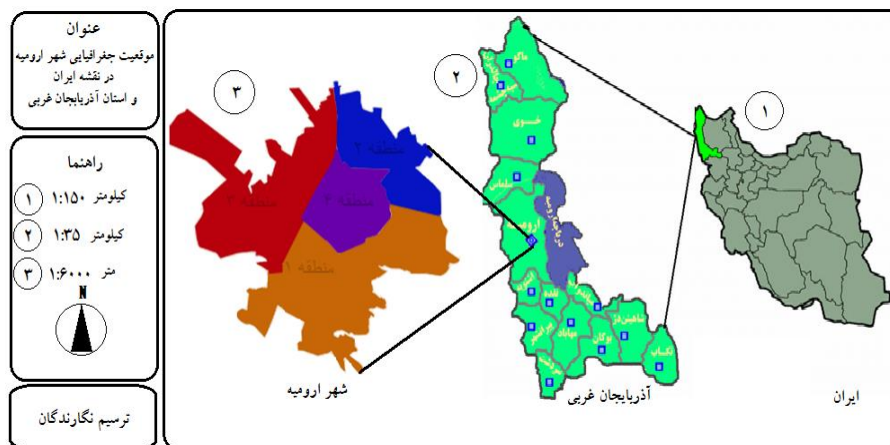 عنوان
موقعیت جغرافیایی شهر ارومیه
در نقشه ایران
و استان آذربایجان غربی
راهنما
۱ ۱:۱۵۰ کیلومتر
۲ ۱:۳۵ کیلومتر
۳ ۱:۶۰۰۰ متر
N
ترسیم نگارندگان
۳
منطقه ۲
منطقه ۳
منطقه ۴
منطقه ۱
شهر ارومیه
۲
ماکو
خوی
سلماس
ارومیه
دریاچه ارومیه
نقده
مهاباد
بوکان
تکاب
آذربایجان غربی
۱
ایران